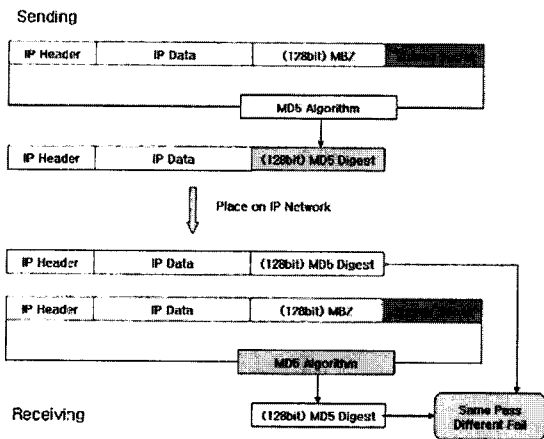 Sending
IP Header IP Data (128bit) MBZ
MD5 Algorithm
IP Header IP Data (128bit) MD5 Digest
Place on IP Network
IP Header IP Data (128bit) MD5 Digest
IP Header IP Data (128bit) MBZ
MD5 Algorithm
Receiving
(128bit) MD5 Digest
Same Pass
Different Fail